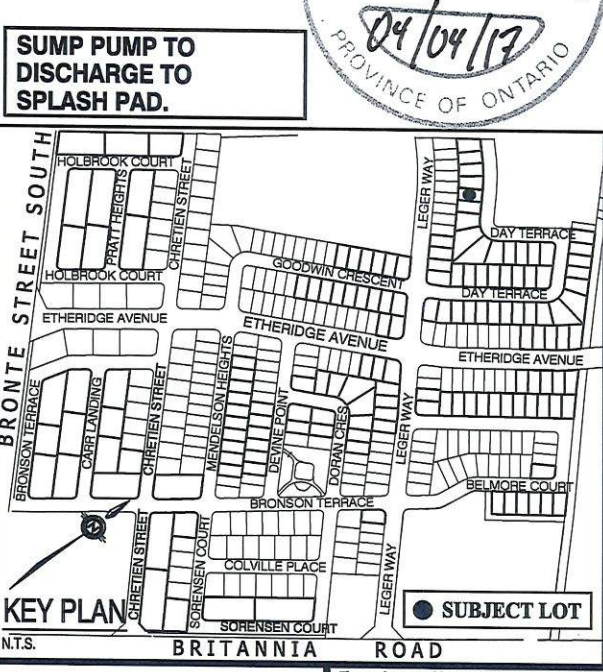 SUMP PUMP TO
DISCHARGE TO
SPLASH PAD.
04/04/17
PROVINCE OF ONTARIO
BRONTE STREET SOUTH
HOLBROOK COURT
PRATT HEIGHTS
CHRETIEN STREET
LEGER WAY
DAY TERRACE
GOODWIN CRESCENT
HOLBROOK COURT
DAY TERRACE
ETHERIDGE AVENUE
ETHERIDGE AVENUE
ETHERIDGE AVENUE
BRONSON TERRACE
CARR LANDING
CHRETIEN STREET
MENDELSON HEIGHTS
DEVINE POINT
DORAN CRES
LEGER WAY
BELMORE COURT
BRONSON TERRACE
CHRETIEN STREET
SORENSEN COURT
COLVILLE PLACE
LEGER WAY
SORENSEN COURT
KEY PLAN
SUBJECT LOT
N.T.S.
BRITANNIA ROAD